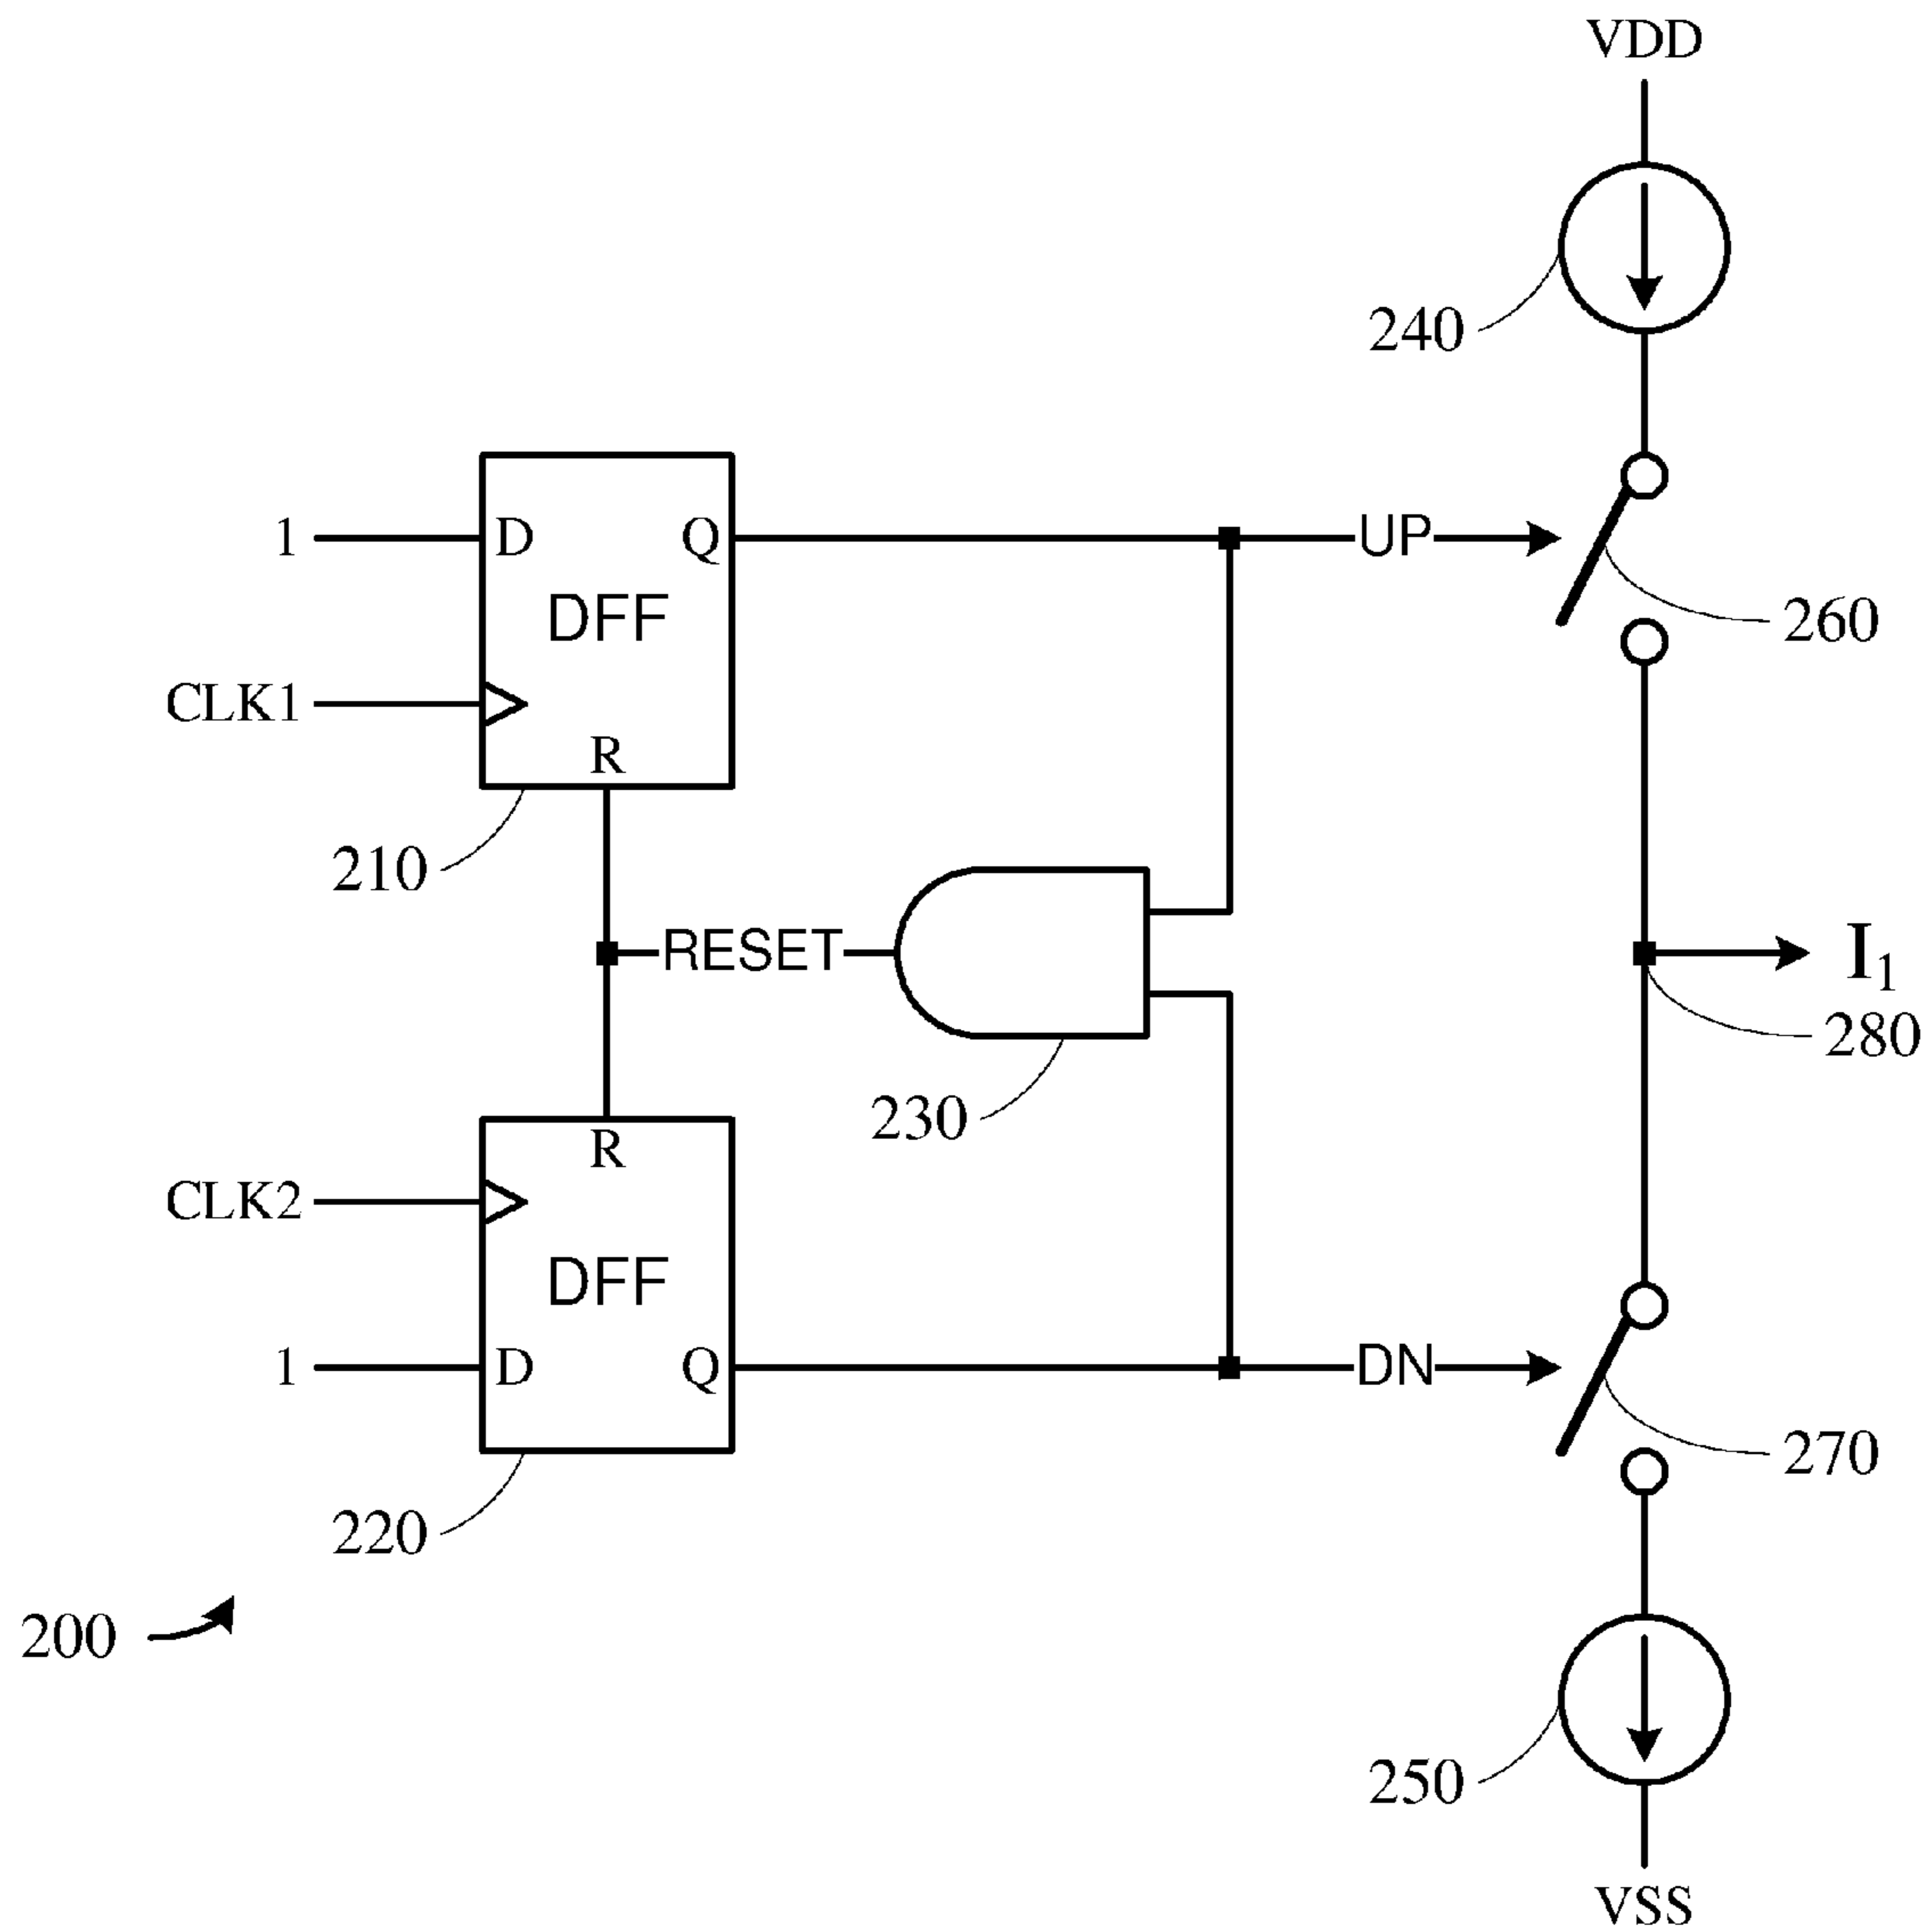 VDD
240
1
D
Q
UP
DFF
260
CLK1
R
210
RESET
I1
280
230
R
CLK2
DFF
1
D
Q
DN
270
220
200
250
VSS